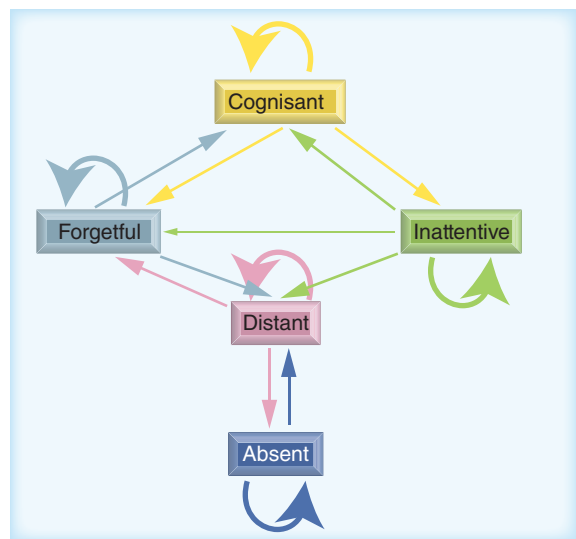 Cognisant
Forgetful
Inattentive
Distant
Absent